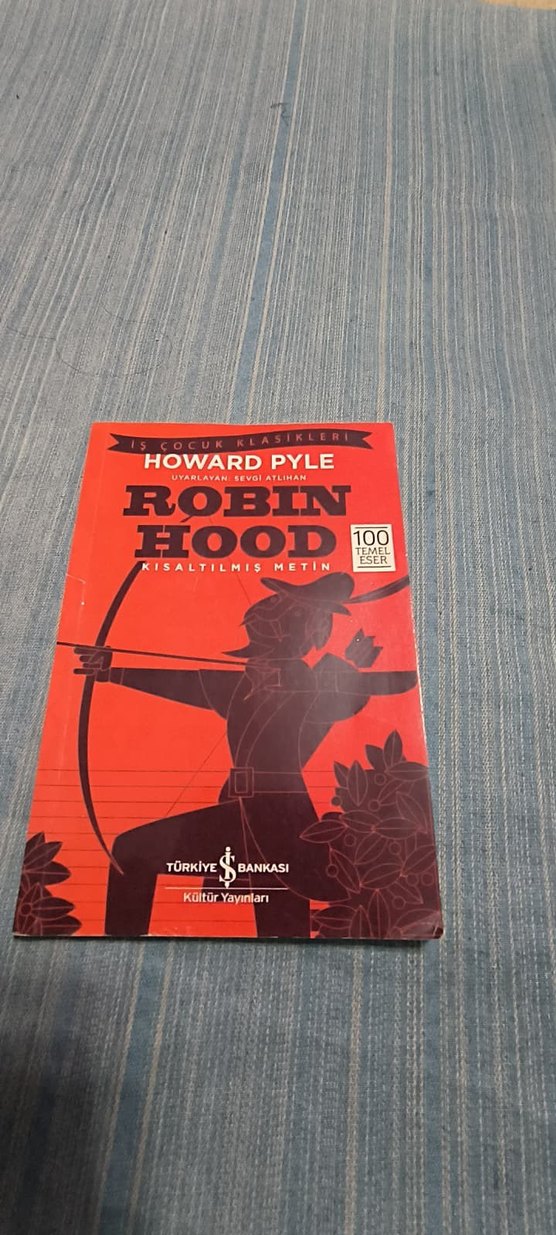 İŞ ÇOCUK KLASİKLERİ
HOWARD PYLE
UYARLAYAN: SEVGİ ATLIHAN
ROBIN
HOOD
KISALTILMIŞ METİN
100
TEMEL
ESER
TÜRKİYE İŞ BANKASI
Kültür Yayınları